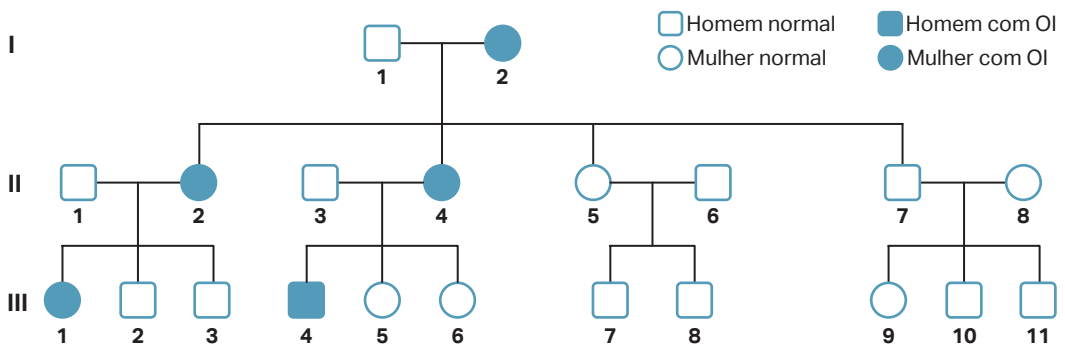 I
Homem normal
Homem com OI
Mulher normal
Mulher com OI
1 2
II
1 2 3 4 5 6 7 8
III
1 2 3 4 5 6 7 8 9 10 11